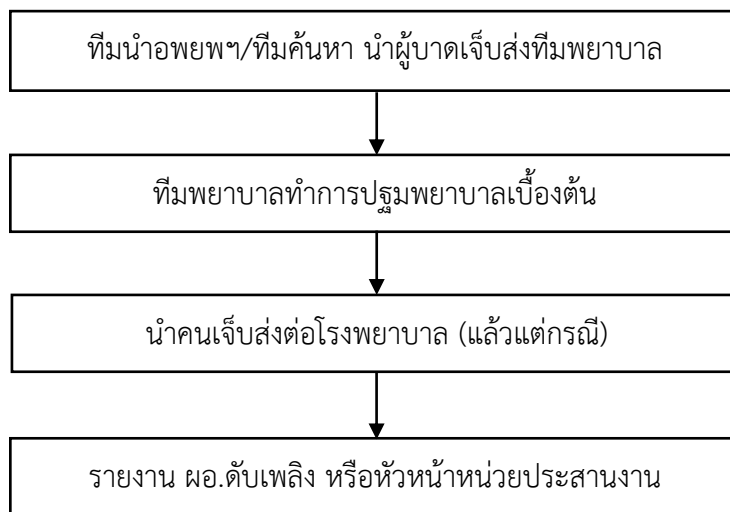 ทีมนำอพยพฯ/ทีมค้นหา นำผู้บาดเจ็บส่งทีมพยาบาล
ทีมพยาบาลทำการปฐมพยาบาลเบื้องต้น
นำคนเจ็บส่งต่อโรงพยาบาล (แล้วแต่กรณี)
รายงาน ผอ.ดับเพลิง หรือหัวหน้าหน่วยประสานงาน